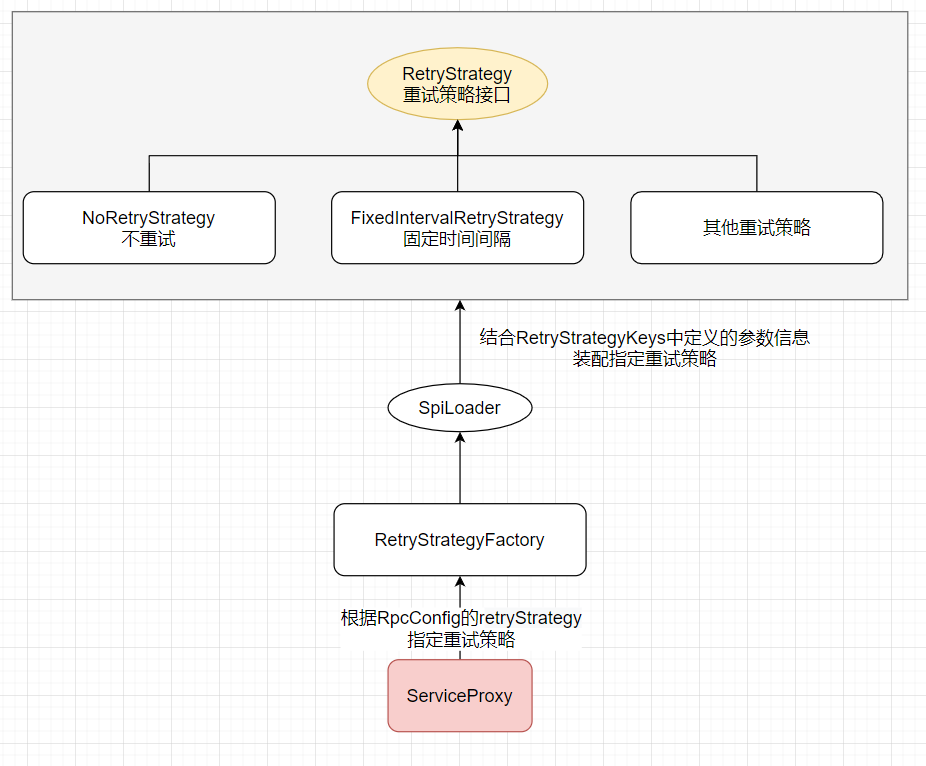 RetryStrategy
重试策略接口
NoRetryStrategy
不重试
FixedIntervalRetryStrategy
固定时间间隔
其他重试策略
结合RetryStrategyKeys中定义的参数信息
装配指定重试策略
SpiLoader
RetryStrategyFactory
根据RpcConfig的retryStrategy
指定重试策略
ServiceProxy